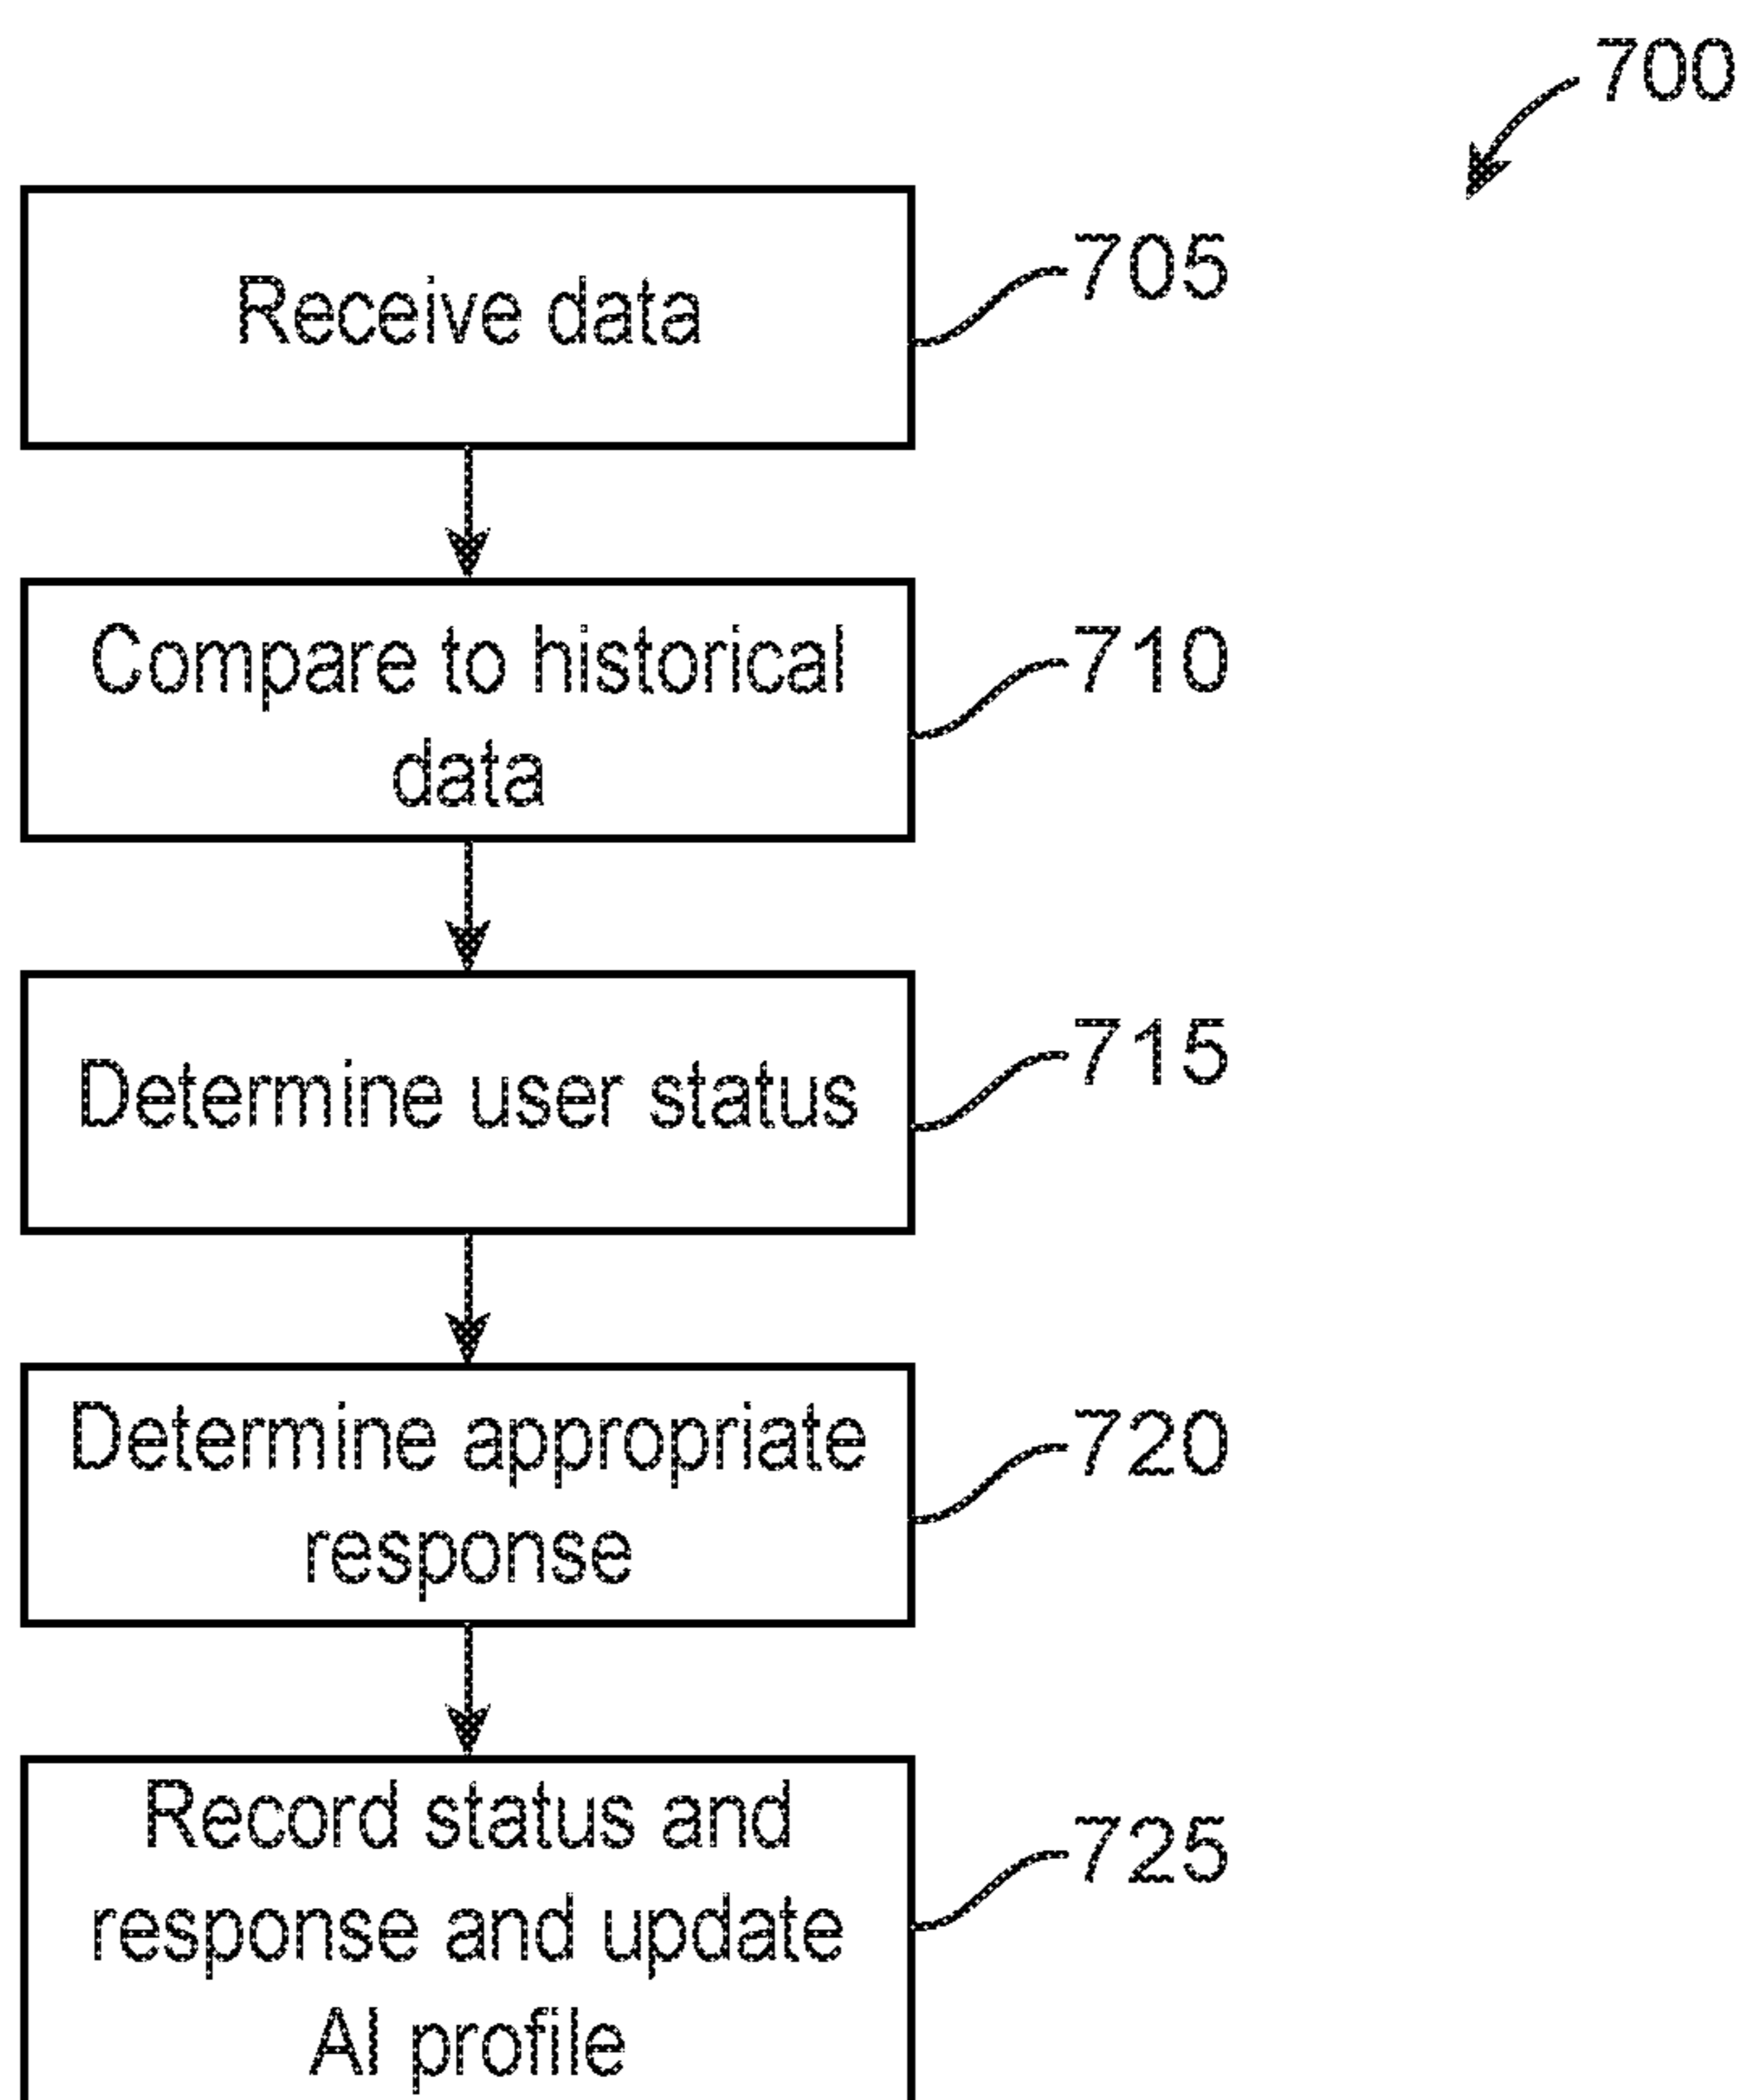 700
Receive data
705
Compare to historical
data
710
Determine user status
715
Determine appropriate
response
720
Record status and
response and update
AI profile
725